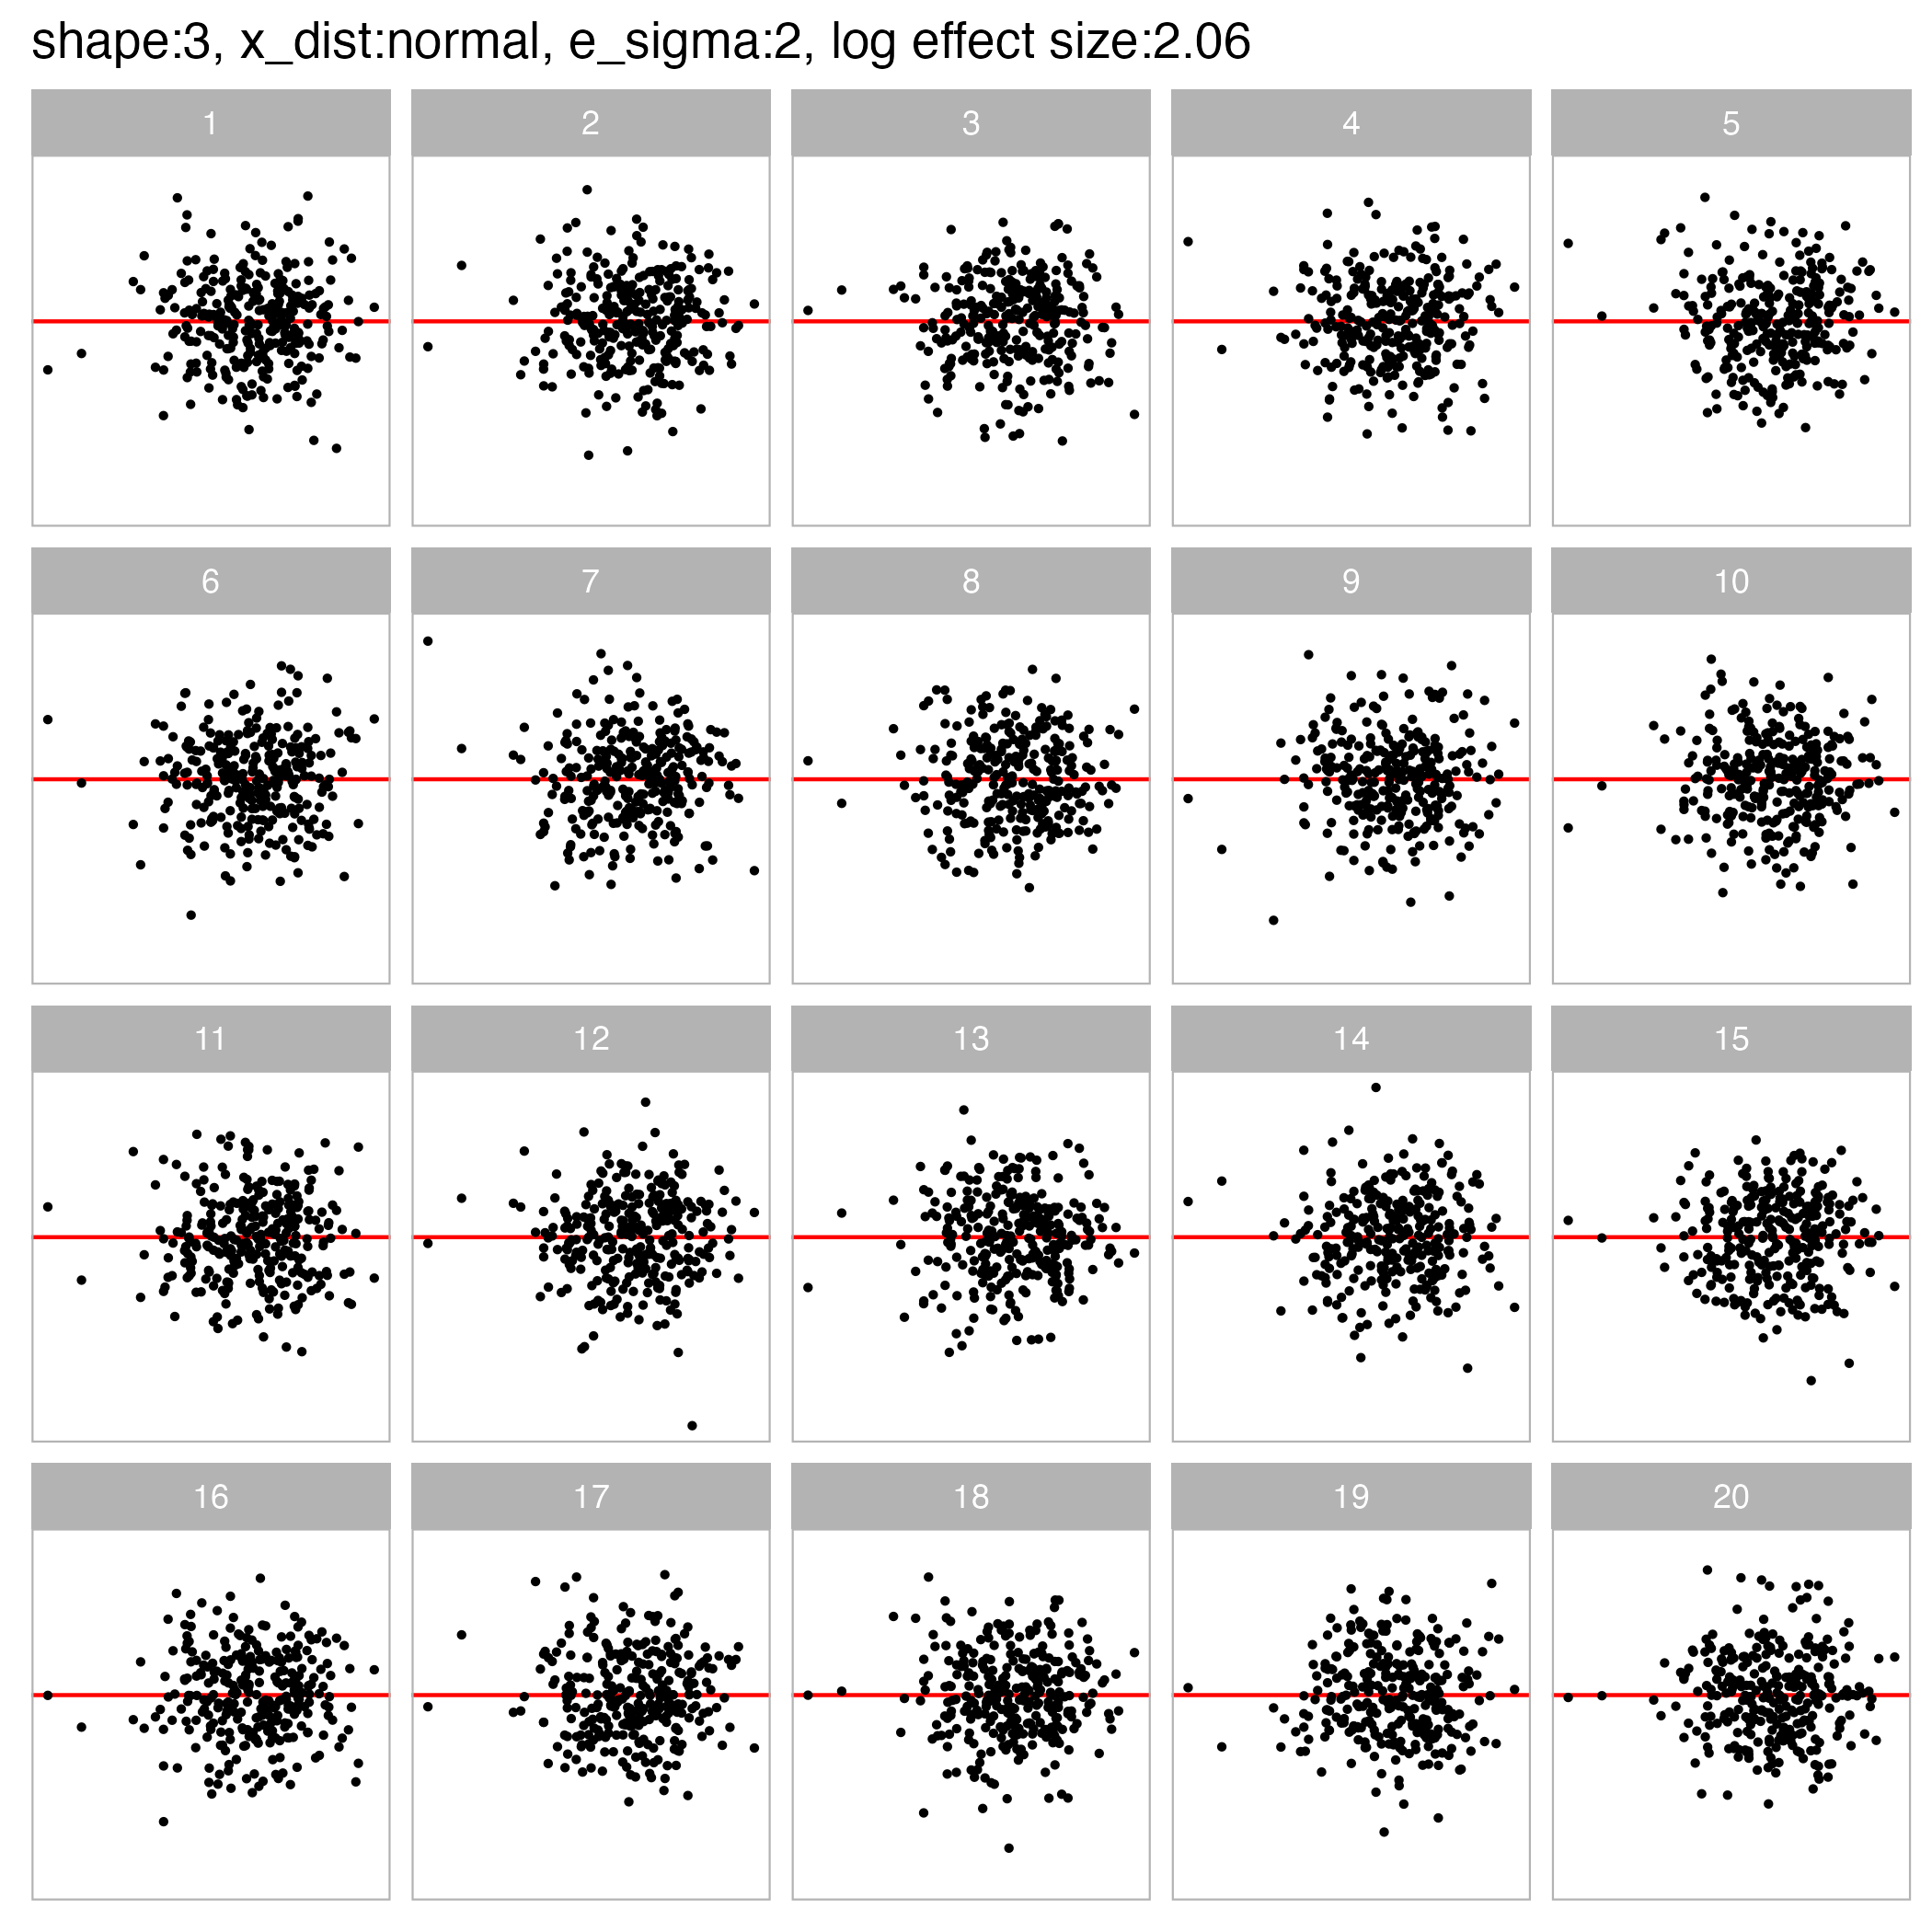 shape:3, x_dist:normal, e_sigma:2, log effect size:2.06
1 2 3 4 5
6 7 8 9 10
11 12 13 14 15
16 17 18 19 20